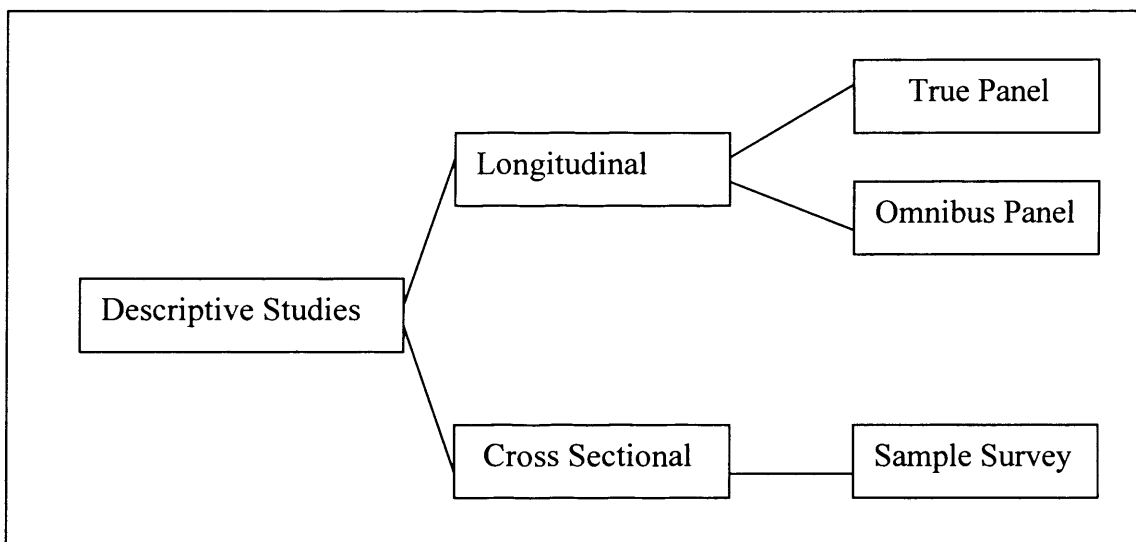 True Panel
Longitudinal
Omnibus Panel
Descriptive Studies
Cross Sectional
Sample Survey